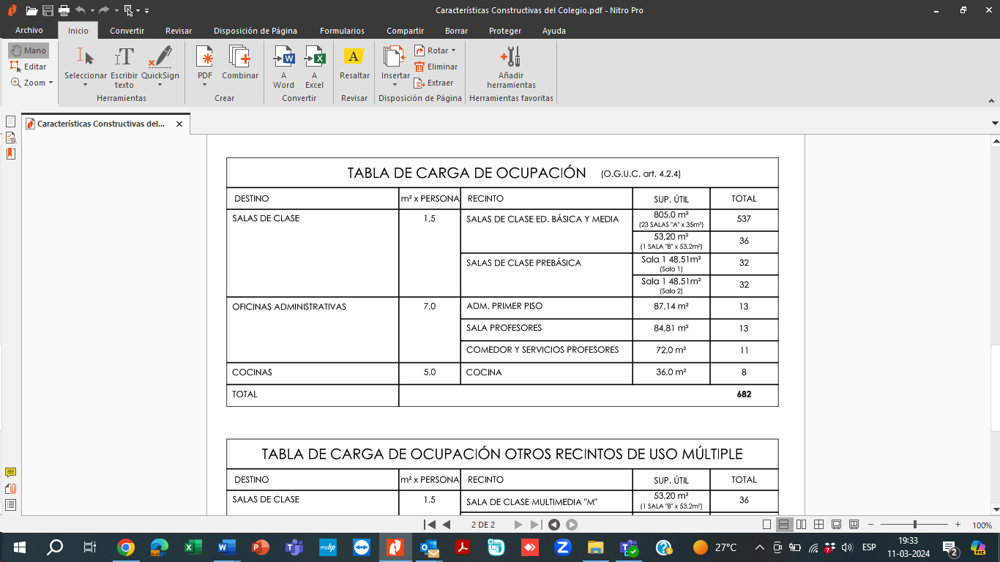 Características Constructivas del Colegio.pdf - Nitro Pro
Archivo Inicio Convertir Revisar Disposición de Página Formularios Compartir Borrar Proteger Ayuda
Mano
Editar
Zoom
Seleccionar
Escribir texto
QuickSign
Herramientas
PDF
Combinar
Crear
A Word
A Excel
Convertir
Resaltar
Revisar
Insertar
Rotar
Eliminar
Extraer
Disposición de Página
Añadir herramientas
Herramientas favoritas
Características Constructivas del...
TABLA DE CARGA DE OCUPACIÓN (O.G.U.C. art. 4.2.4)
DESTINO m² x PERSONA RECINTO SUP. ÚTIL TOTAL
SALAS DE CLASE 1,5 SALAS DE CLASE ED. BÁSICA Y MEDIA 805,0 m² 537
(23 SALAS "A" x 35m²)
53,20 m² 36
(1 SALA "B" x 53,2m²)
SALAS DE CLASE PREBÁSICA Sala 1 48,51m² 32
(Sala 1)
Sala 1 48,51m² 32
(Sala 2)
OFICINAS ADMINISTRATIVAS 7,0 ADM. PRIMER PISO 87,14 m² 13
SALA PROFESORES 84,81 m² 13
COMEDOR Y SERVICIOS PROFESORES 72,0 m² 11
COCINAS 5,0 COCINA 36,0 m² 8
TOTAL 682
TABLA DE CARGA DE OCUPACIÓN OTROS RECINTOS DE USO MÚLTIPLE
DESTINO m² x PERSONA RECINTO SUP. ÚTIL TOTAL
SALAS DE CLASE 1,5 SALA DE CLASE MULTIMEDIA "M" 53,20 m² 36
(1 SALA "B" x 53,2m²)
2 DE 2
100%
27°C
ESP
19:33
11-03-2024
2